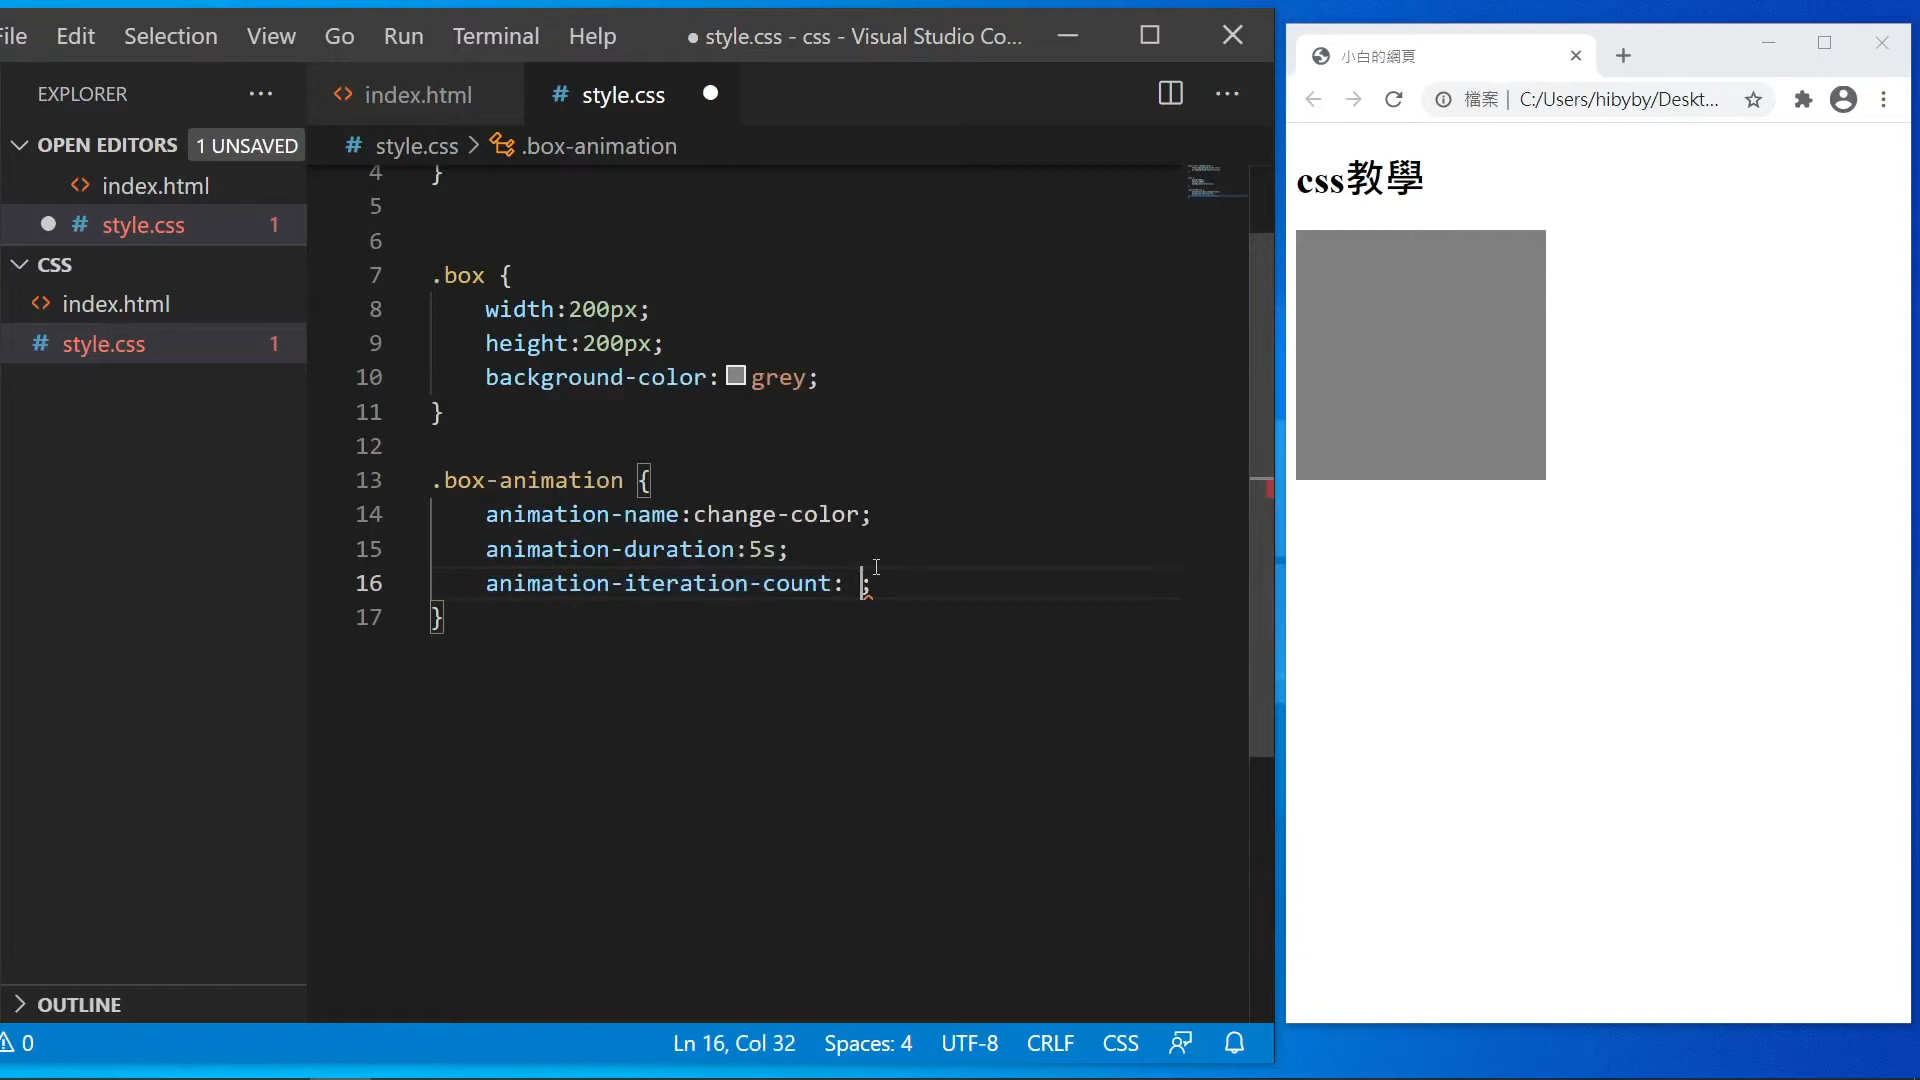 File Edit Selection View Go Run Terminal Help ● style.css - css - Visual Studio Co...
EXPLORER ...
OPEN EDITORS 1 UNSAVED
<> index.html
● # style.css 1
CSS
<> index.html
# style.css 1
OUTLINE
<> index.html # style.css ●
# style.css > .box-animation
4 }
5
6
7 .box {
8 width:200px;
9 height:200px;
10 background-color:grey;
11 }
12
13 .box-animation {
14 animation-name:change-color;
15 animation-duration:5s;
16 animation-iteration-count: ;
17 }
0 Ln 16, Col 32 Spaces: 4 UTF-8 CRLF CSS
小白的網頁
檔案 | C:/Users/hibyby/Deskt...
css教學